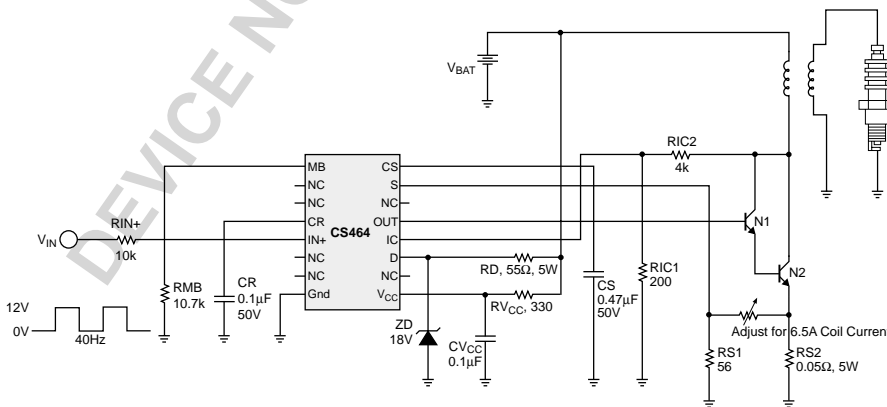 DEVICE NO
VBAT
RIC2
4k
MB
NC
NC
CR
IN+
NC
NC
Gnd
CS464
CS
S
NC
OUT
IC
D
NC
VCC
VIN
RIN+
10k
RMB
10.7k
CR
0.1µF
50V
12V
0V
40Hz
RD, 55Ω, 5W
RVCC, 330
ZD
18V
CVCC
0.1µF
CS
0.47µF
50V
RIC1
200
N1
N2
Adjust for 6.5A Coil Curren
RS1
56
RS2
0.05Ω, 5W